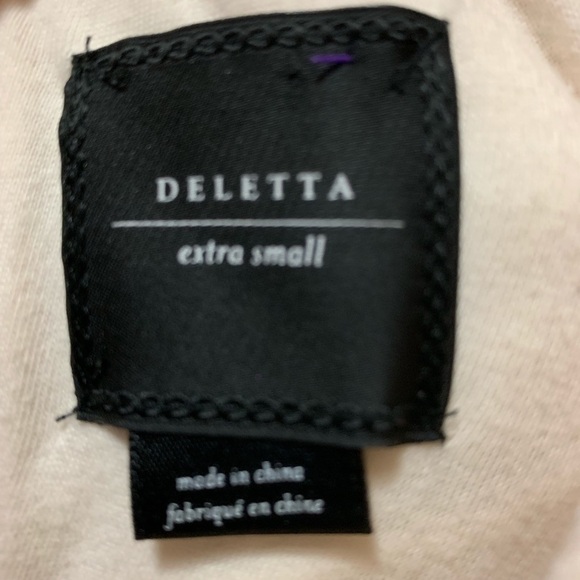 DELETTA
extra small
made in china
fabriqué en chine